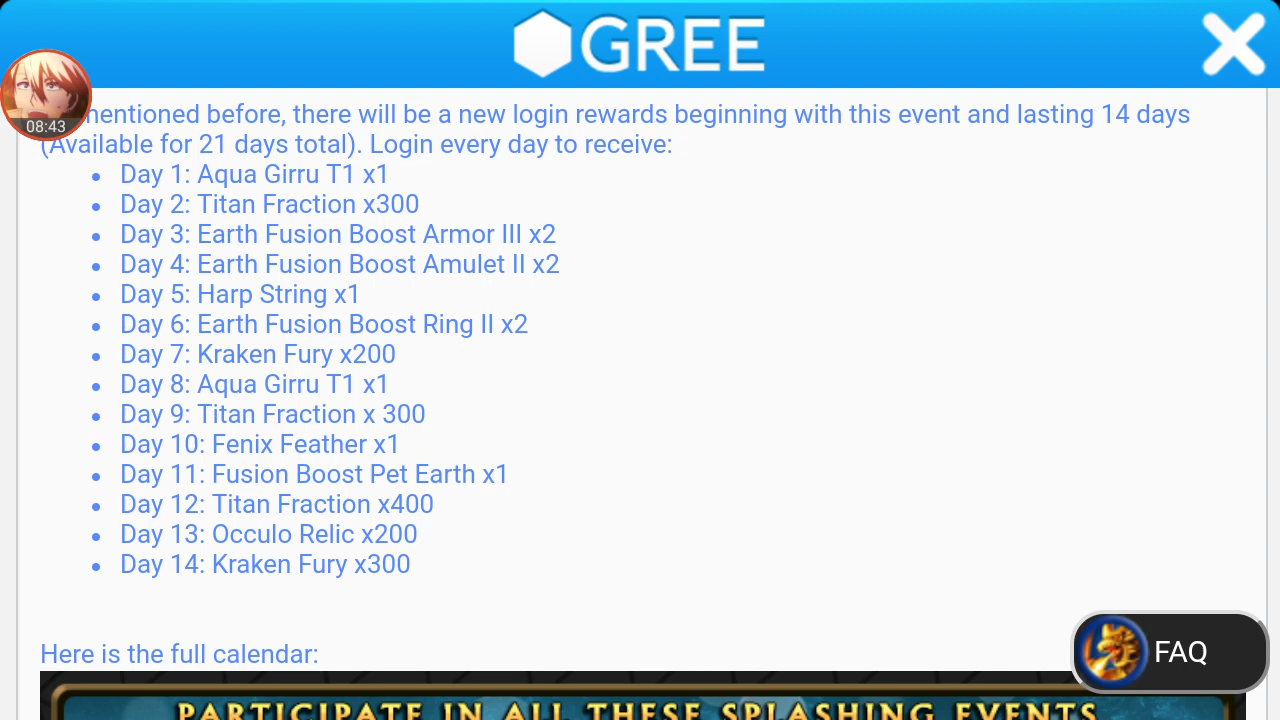 GREE
08:43
mentioned before, there will be a new login rewards beginning with this event and lasting 14 days
(Available for 21 days total). Login every day to receive:
• Day 1: Aqua Girru T1 x1
• Day 2: Titan Fraction x300
• Day 3: Earth Fusion Boost Armor III x2
• Day 4: Earth Fusion Boost Amulet II x2
• Day 5: Harp String x1
• Day 6: Earth Fusion Boost Ring II x2
• Day 7: Kraken Fury x200
• Day 8: Aqua Girru T1 x1
• Day 9: Titan Fraction x 300
• Day 10: Fenix Feather x1
• Day 11: Fusion Boost Pet Earth x1
• Day 12: Titan Fraction x400
• Day 13: Occulo Relic x200
• Day 14: Kraken Fury x300
Here is the full calendar:
FAQ
PARTICIPATE IN ALL THESE SPLASHING EVENTS